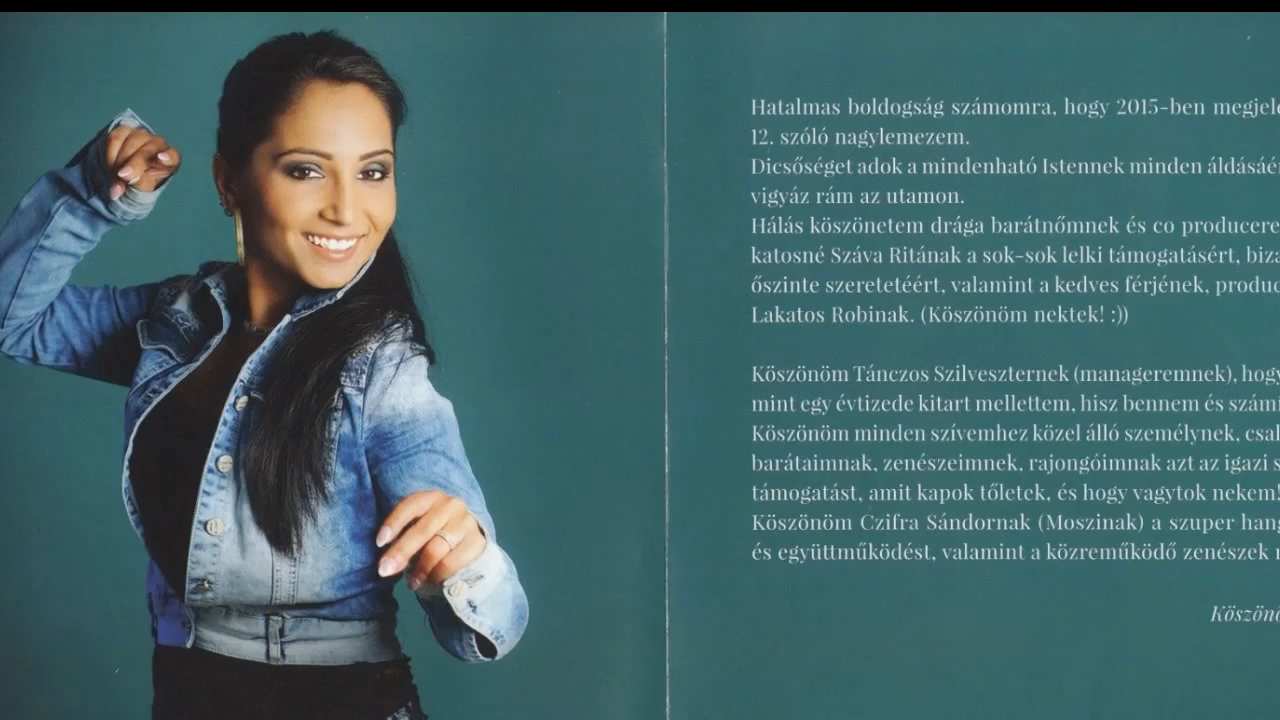 Hatalmas boldogság számomra, hogy 2015-ben megjele
12. szóló nagylemezem.
Dicsőséget adok a mindenható Istennek minden áldásáér
vigyáz rám az utamon.
Hálás köszönetem drága barátnőmnek és co producere
katosné Száva Ritának a sok-sok lelki támogatásért, biza
őszinte szeretetéért, valamint a kedves férjének, produc
Lakatos Robinak. (Köszönöm nektek! :))
Köszönöm Tánczos Szilveszternek (manageremnek), hogy
mint egy évtizede kitart mellettem, hisz bennem és számí
Köszönöm minden szívemhez közel álló személynek, csal
barátaimnak, zenészeimnek, rajongóimnak azt az igazi s
támogatást, amit kapok tőletek, és hogy vagytok nekem!
Köszönöm Czifra Sándornak (Moszinak) a szuper hang
és együttműködést, valamint a közreműködő zenészek
Köszönö